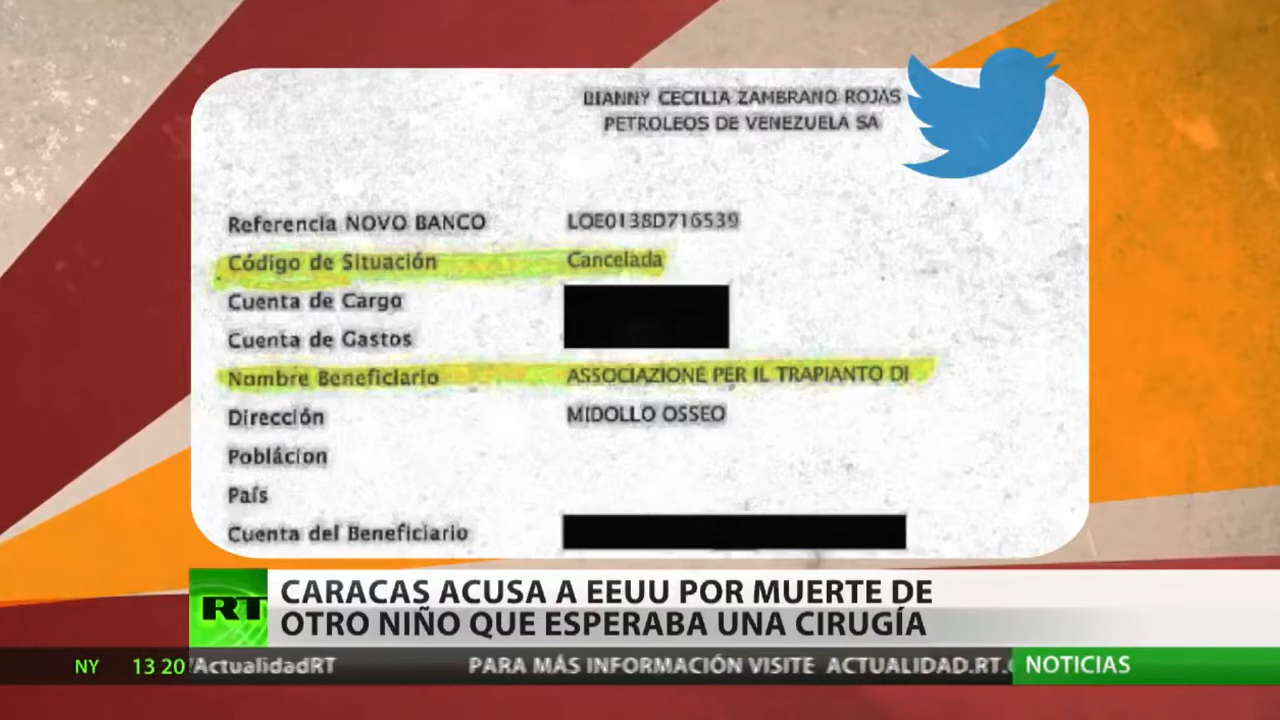 BIANNY CECILIA ZAMBRANO ROJAS
PETROLEOS DE VENEZUELA SA
Referencia NOVO BANCO LOE0138D716539
Código de Situación Cancelada
Cuenta de Cargo
Cuenta de Gastos
Nombre Beneficiario ASSOCIAZIONE PER IL TRAPIANTO DI
Dirección MIDOLLO OSSEO
Poblácion
País
Cuenta del Beneficiario
RT CARACAS ACUSA A EEUU POR MUERTE DE
OTRO NIÑO QUE ESPERABA UNA CIRUGÍA
NY 13 20 /ActualidadRT PARA MÁS INFORMACIÓN VISITE ACTUALIDAD.RT. NOTICIAS